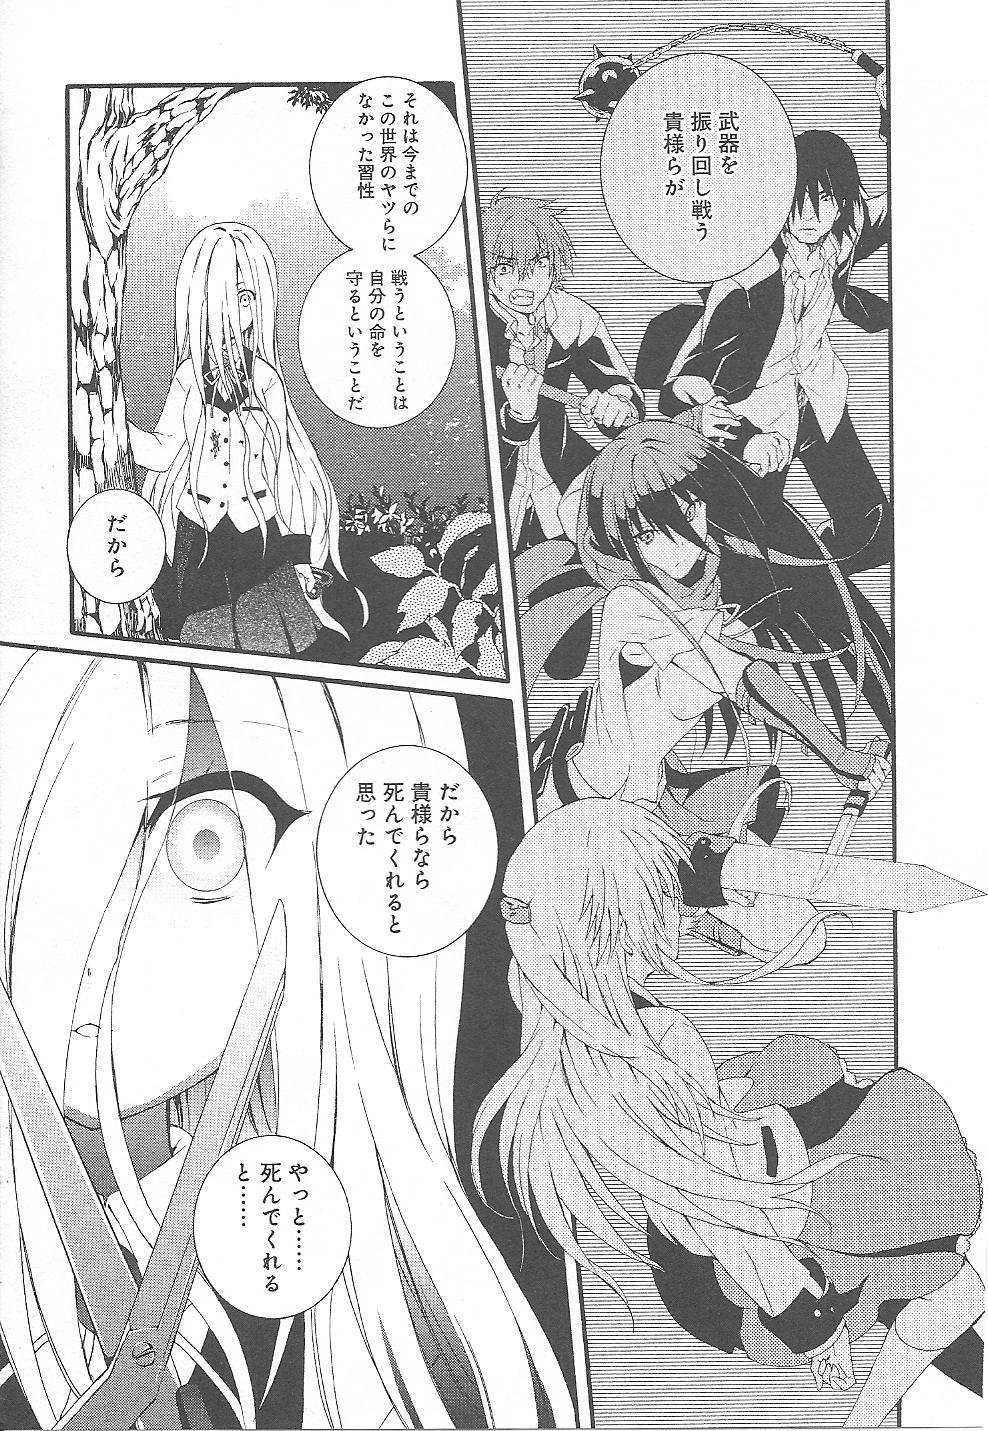 武器を
振り回し戦う
貴様らが
それは今までの
この世界のヤツらに
なかった習性
戦うということは
自分の命を
守るということだ
だから
だから
貴様らなら
死んでくれると
思った
やっと……
死んでくれる
と……